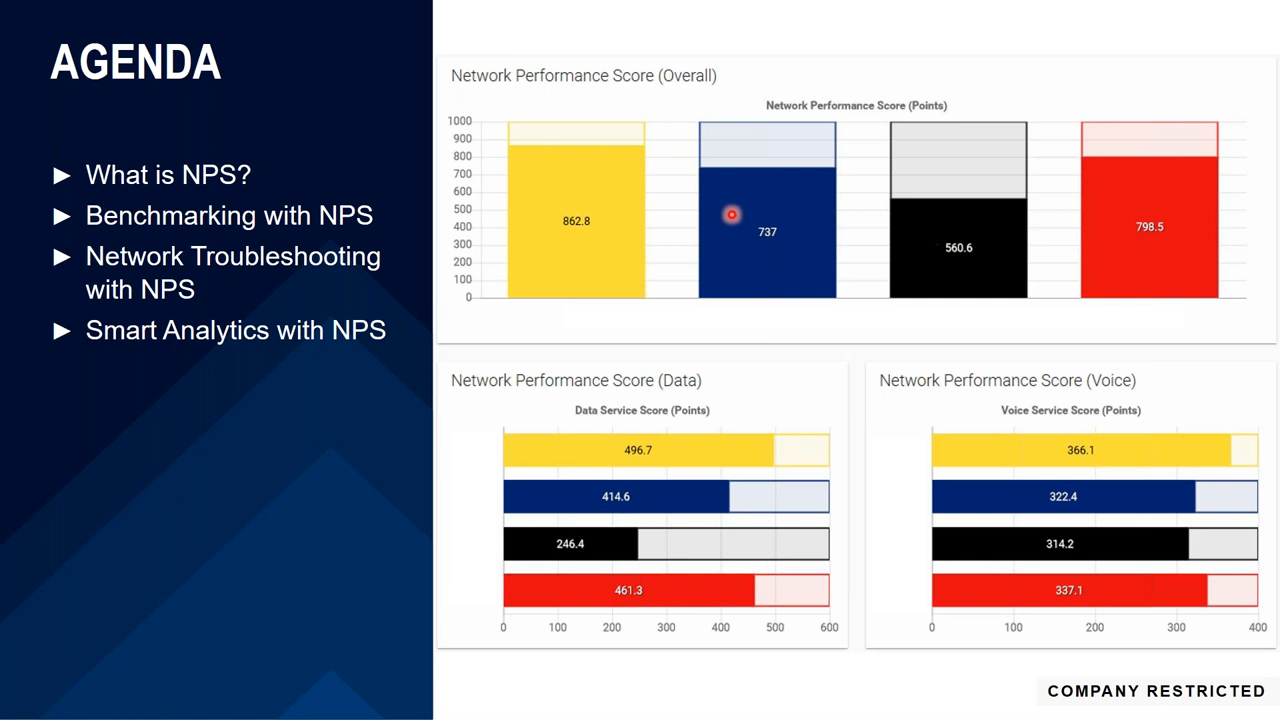 AGENDA
► What is NPS?
► Benchmarking with NPS
► Network Troubleshooting
with NPS
► Smart Analytics with NPS
Network Performance Score (Overall)
Network Performance Score (Points)
1000
900
800
700
600
500
400
300
200
100
0
862.8
737
560.6
798.5
Network Performance Score (Data)
Data Service Score (Points)
496.7
414.6
246.4
461.3
0 100 200 300 400 500 600
Network Performance Score (Voice)
Voice Service Score (Points)
366.1
322.4
314.2
337.1
0 100 200 300 400
COMPANY RESTRICTED